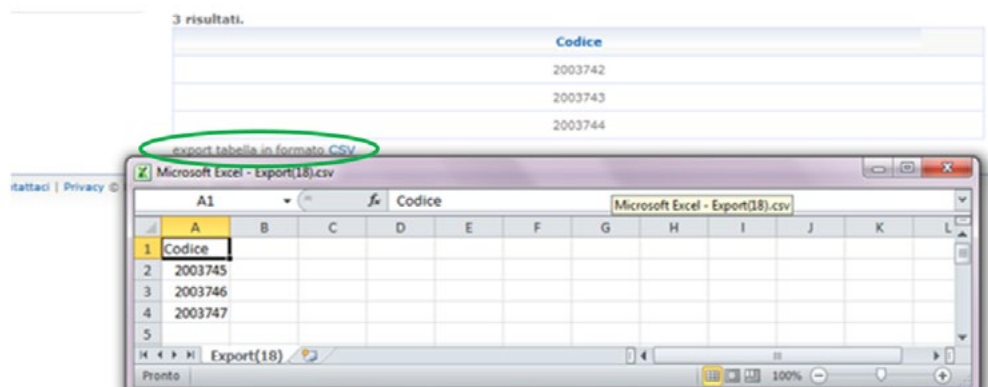 3 risultati.
Codice
2003742
2003743
2003744
export tabella in formato CSV
tattaci | Privacy ©
Microsoft Excel - Export(18).csv
A1 fx Codice
Microsoft Excel - Export(18).csv
A B C D E F G H I J K L
1 Codice
2 2003745
3 2003746
4 2003747
5
Export(18)
Pronto 100%